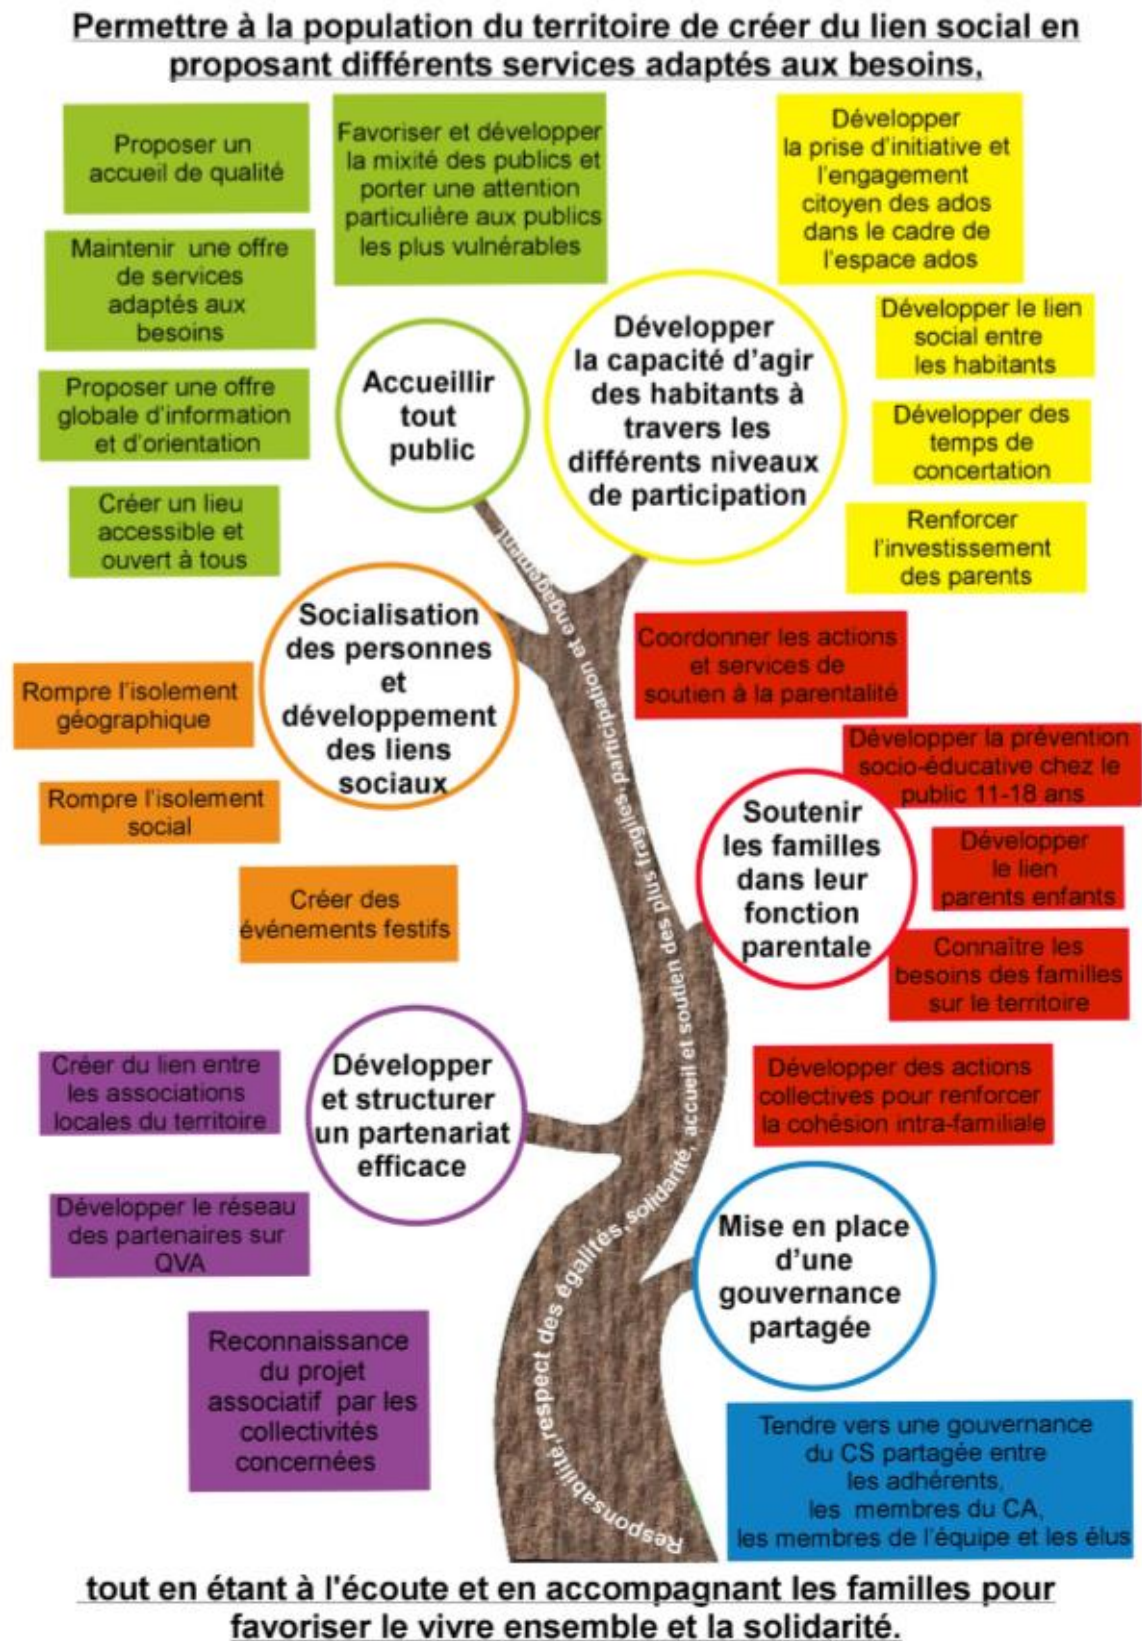 Permettre à la population du territoire de créer du lien social en
proposant différents services adaptés aux besoins,
Proposer un
accueil de qualité
Maintenir une offre
de services
adaptés aux
besoins
Proposer une offre
globale d'information
et d'orientation
Créer un lieu
accessible et
ouvert à tous
Favoriser et développer
la mixité des publics et
porter une attention
particulière aux publics
les plus vulnérables
Accueillir
tout
public
Développer
la prise d'initiative et
l'engagement
citoyen des ados
dans le cadre de
l'espace ados
Développer le lien
social entre
les habitants
Développer des
temps de
concertation
Renforcer
l'investissement
des parents
Développer
la capacité d'agir
des habitants à
travers les
différents niveaux
de participation
Socialisation
des personnes
et
développement
des liens
sociaux
Rompre l'isolement
géographique
Rompre l'isolement
social
Créer des
événements festifs
Coordonner les actions
et services de
soutien à la parentalité
Développer la prévention
socio-éducative chez le
public 11-18 ans
Développer
le lien
parents enfants
Connaître les
besoins des familles
sur le territoire
Développer des actions
collectives pour renforcer
la cohésion intra-familiale
Soutenir
les familles
dans leur
fonction
parentale
Développer
et structurer
un partenariat
efficace
Créer du lien entre
les associations
locales du territoire
Développer le réseau
des partenaires sur
QVA
Reconnaissance
du projet
associatif par les
collectivités
concernées
Mise en place
d'une
gouvernance
partagée
Tendre vers une gouvernance
du CS partagée entre
les adhérents,
les membres du CA,
les membres de l'équipe et les élus
Responsabilité, respect des égalités, solidarité, accueil et soutien des plus fragiles, participation et engagement
tout en étant à l'écoute et en accompagnant les familles pour
favoriser le vivre ensemble et la solidarité.